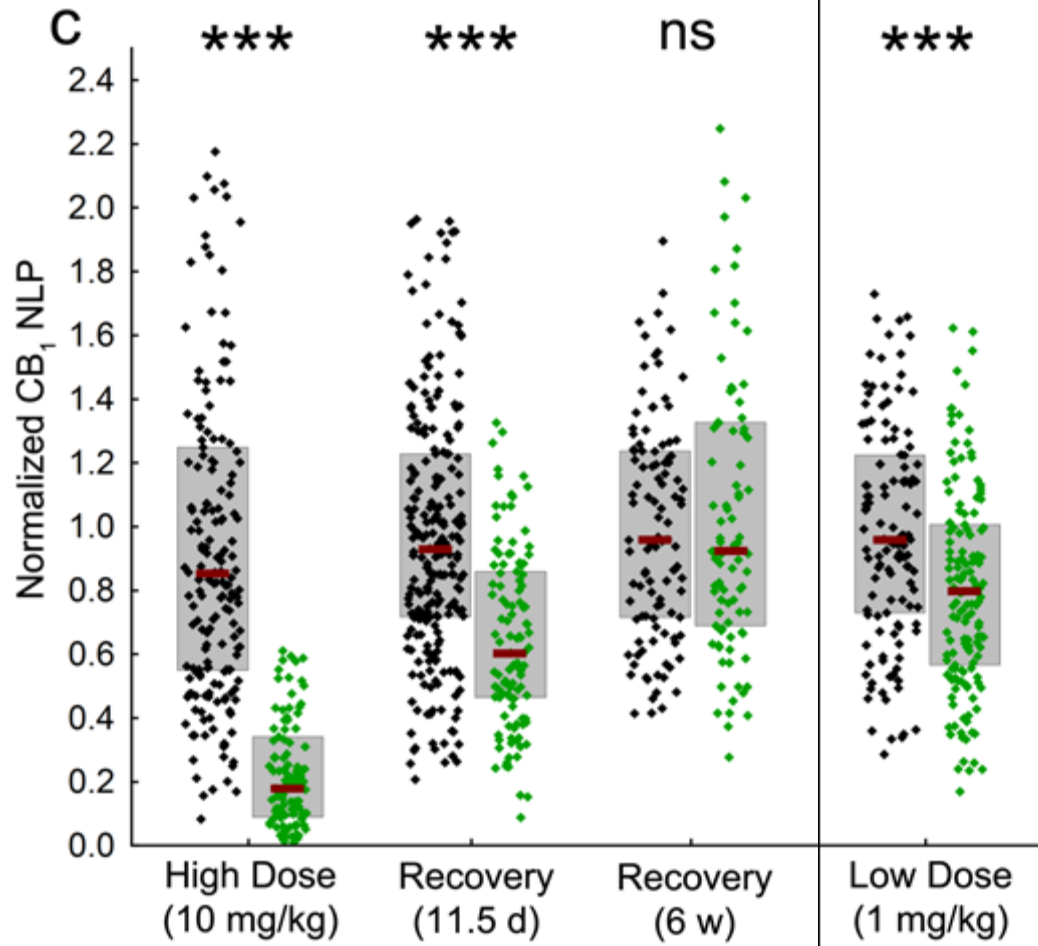 c
*** *** ns ***
2.4
2.2
2.0
1.8
1.6
1.4
1.2
1.0
0.8
0.6
0.4
0.2
0.0
Normalized CB₁ NLP
High Dose Recovery Recovery Low Dose
(10 mg/kg) (11.5 d) (6 w) (1 mg/kg)